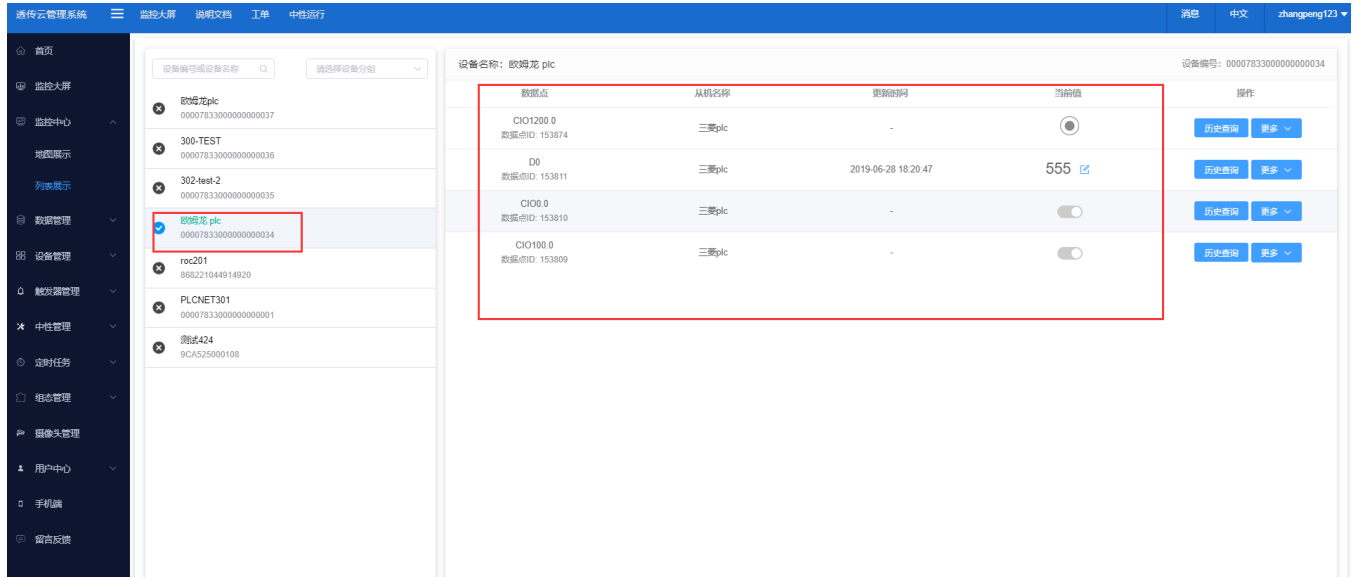 透传云管理系统 监控大屏 说明文档 工单 中性运行 消息 中文 zhangpeng123
首页
监控大屏
监控中心
地图展示
列表展示
数据管理
设备管理
触发器管理
中性管理
定时任务
组态管理
摄像头管理
用户中心
手机端
留言反馈
设备编号或设备名称 请选择设备分组
欧姆龙plc
00007833000000000037
300-TEST
00007833000000000036
302-test-2
00007833000000000035
欧姆龙 plc
00007833000000000034
roc201
868221044914920
PLCNET301
00007833000000000001
测试424
9CA525000108
设备名称：欧姆龙 plc 设备编号：00007833000000000034
数据点 从机名称 更新时间 当前值 操作
CIO1200.0
数据点ID: 153874 三菱plc - 历史查询 更多
D0
数据点ID: 153811 三菱plc 2019-06-28 18:20:47 555 历史查询 更多
CIO0.0
数据点ID: 153810 三菱plc - 历史查询 更多
CIO100.0
数据点ID: 153809 三菱plc - 历史查询 更多